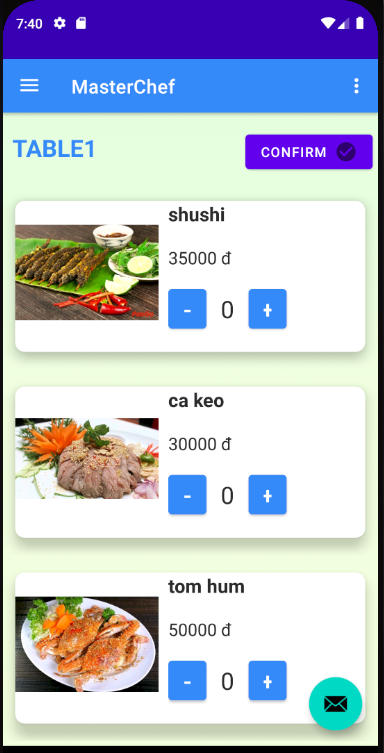 7:40
MasterChef
TABLE1
CONFIRM
shushi
35000 đ
- 0 +
ca keo
30000 đ
- 0 +
tom hum
50000 đ
- 0 +